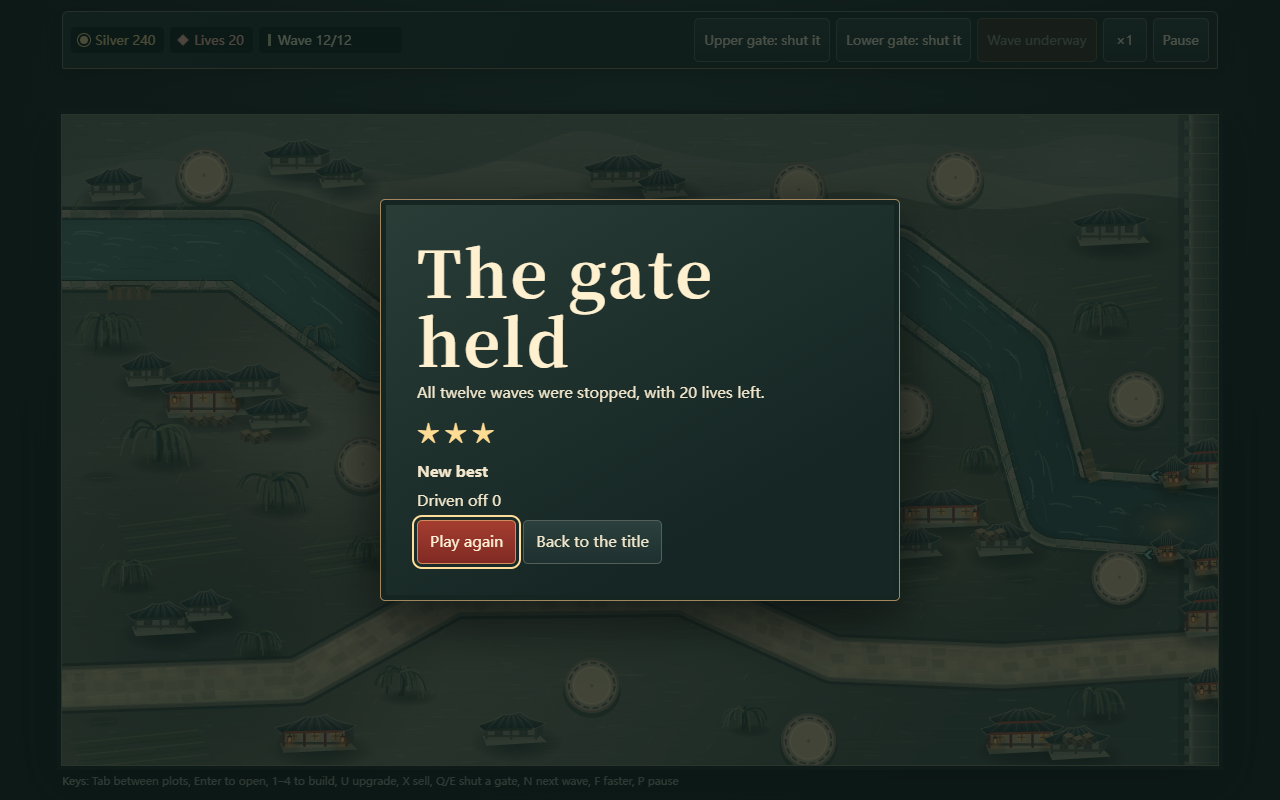 Silver 240
Lives 20
Wave 12/12
Upper gate: shut it
Lower gate: shut it
Wave underway
×1
Pause
The gate
held
All twelve waves were stopped, with 20 lives left.
★★★
New best
Driven off 0
Play again
Back to the title
Keys: Tab between plots, Enter to open, 1–4 to build, U upgrade, X sell, Q/E shut a gate, N next wave, F faster, P pause